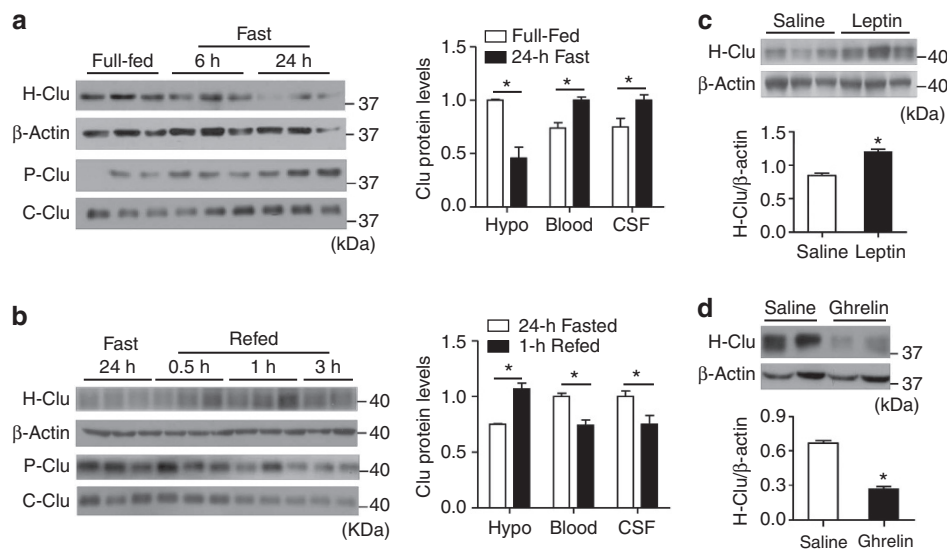 a
Fast
Full-fed 6 h 24 h
H-Clu
37
β-Actin
37
P-Clu
37
C-Clu
37
(kDa)
Clu protein levels
1.5
1.0
0.5
0.0
Full-Fed
24-h Fast
* * *
Hypo Blood CSF
b
Fast Refed
24 h 0.5 h 1 h 3 h
H-Clu
40
β-Actin
40
P-Clu
40
C-Clu
40
(KDa)
Clu protein levels
1.5
1.0
0.5
0.0
24-h Fasted
1-h Refed
* * *
Hypo Blood CSF
c
Saline Leptin
H-Clu
40
β-Actin
40
(kDa)
H-Clu/β-actin
1.5
1.0
0.5
0.0
*
Saline Leptin
d
Saline Ghrelin
H-Clu
37
β-Actin
37
(kDa)
H-Clu/β-actin
0.9
0.6
0.3
0.0
*
Saline Ghrelin